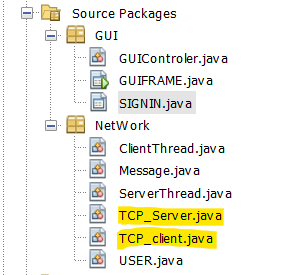 Source Packages
GUI
GUIControler.java
GUIFRAME.java
SIGNIN.java
NetWork
ClientThread.java
Message.java
ServerThread.java
TCP_Server.java
TCP_client.java
USER.java